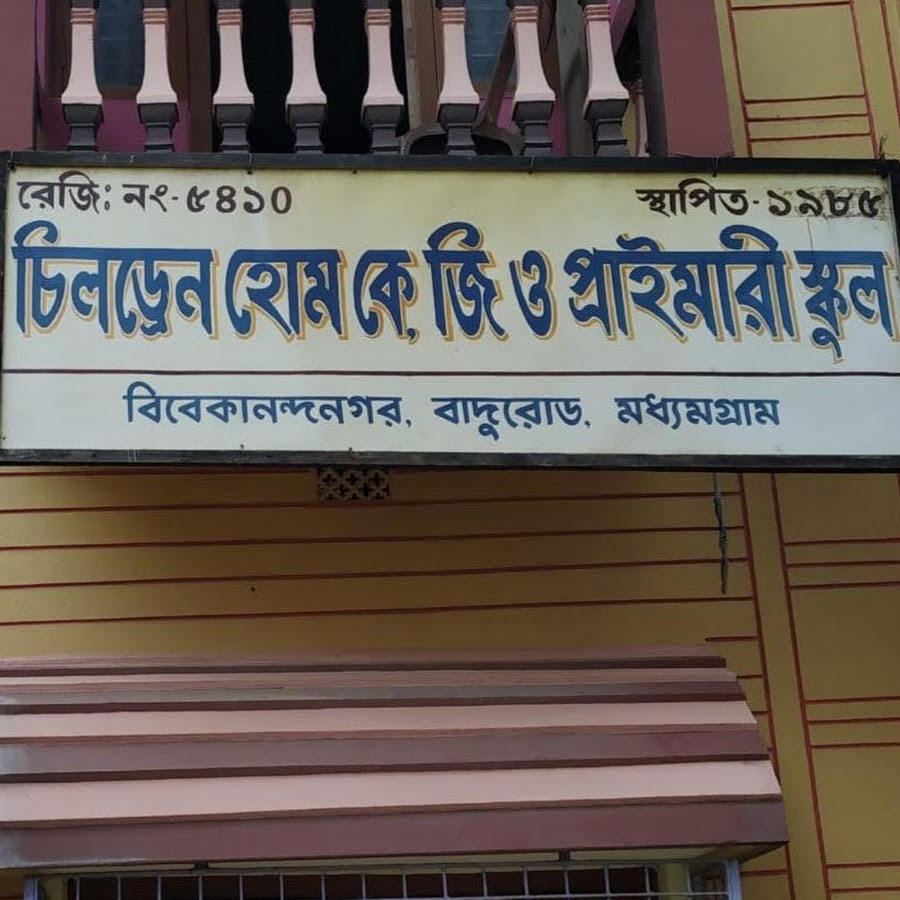 রেজি: নং-৫৪১০ স্থাপিত-১৯৮৫
চিলড্রেন হোম কে, জি ও প্রাইমারী স্কুল
বিবেকানন্দনগর, বাদুরোড, মধ্যমগ্রাম